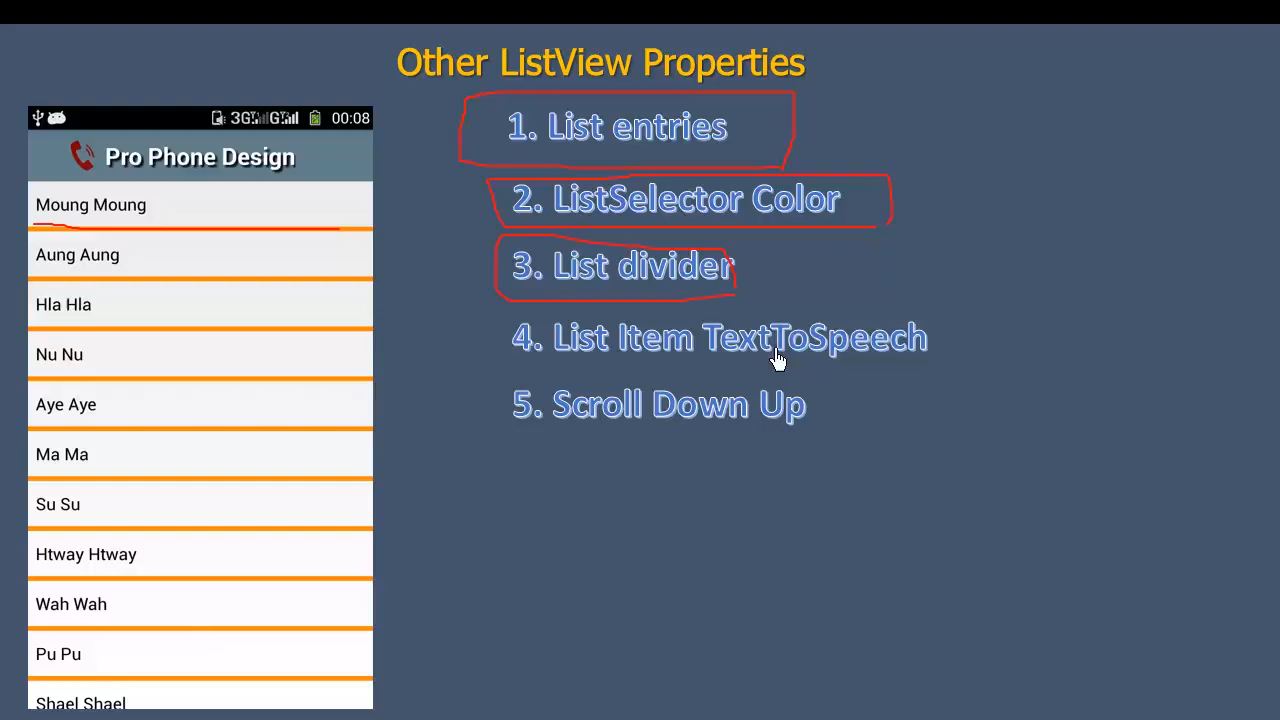 Other ListView Properties
1. List entries
2. ListSelector Color
3. List divider
4. List Item TextToSpeech
5. Scroll Down Up
3G G 00:08
Pro Phone Design
Moung Moung
Aung Aung
Hla Hla
Nu Nu
Aye Aye
Ma Ma
Su Su
Htway Htway
Wah Wah
Pu Pu
Shael Shael